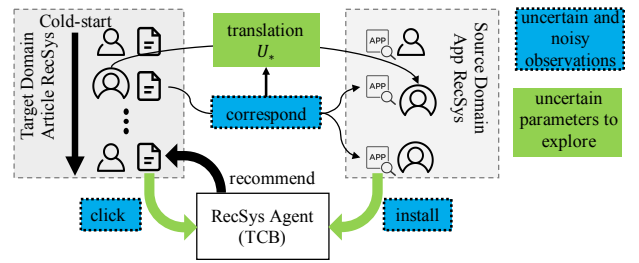 Cold-start
Target Domain
Article RecSys
translation
U*
correspond
APP
APP
APP
Source Domain
App RecSys
uncertain and
noisy
observations
uncertain
parameters to
explore
recommend
click
RecSys Agent
(TCB)
install